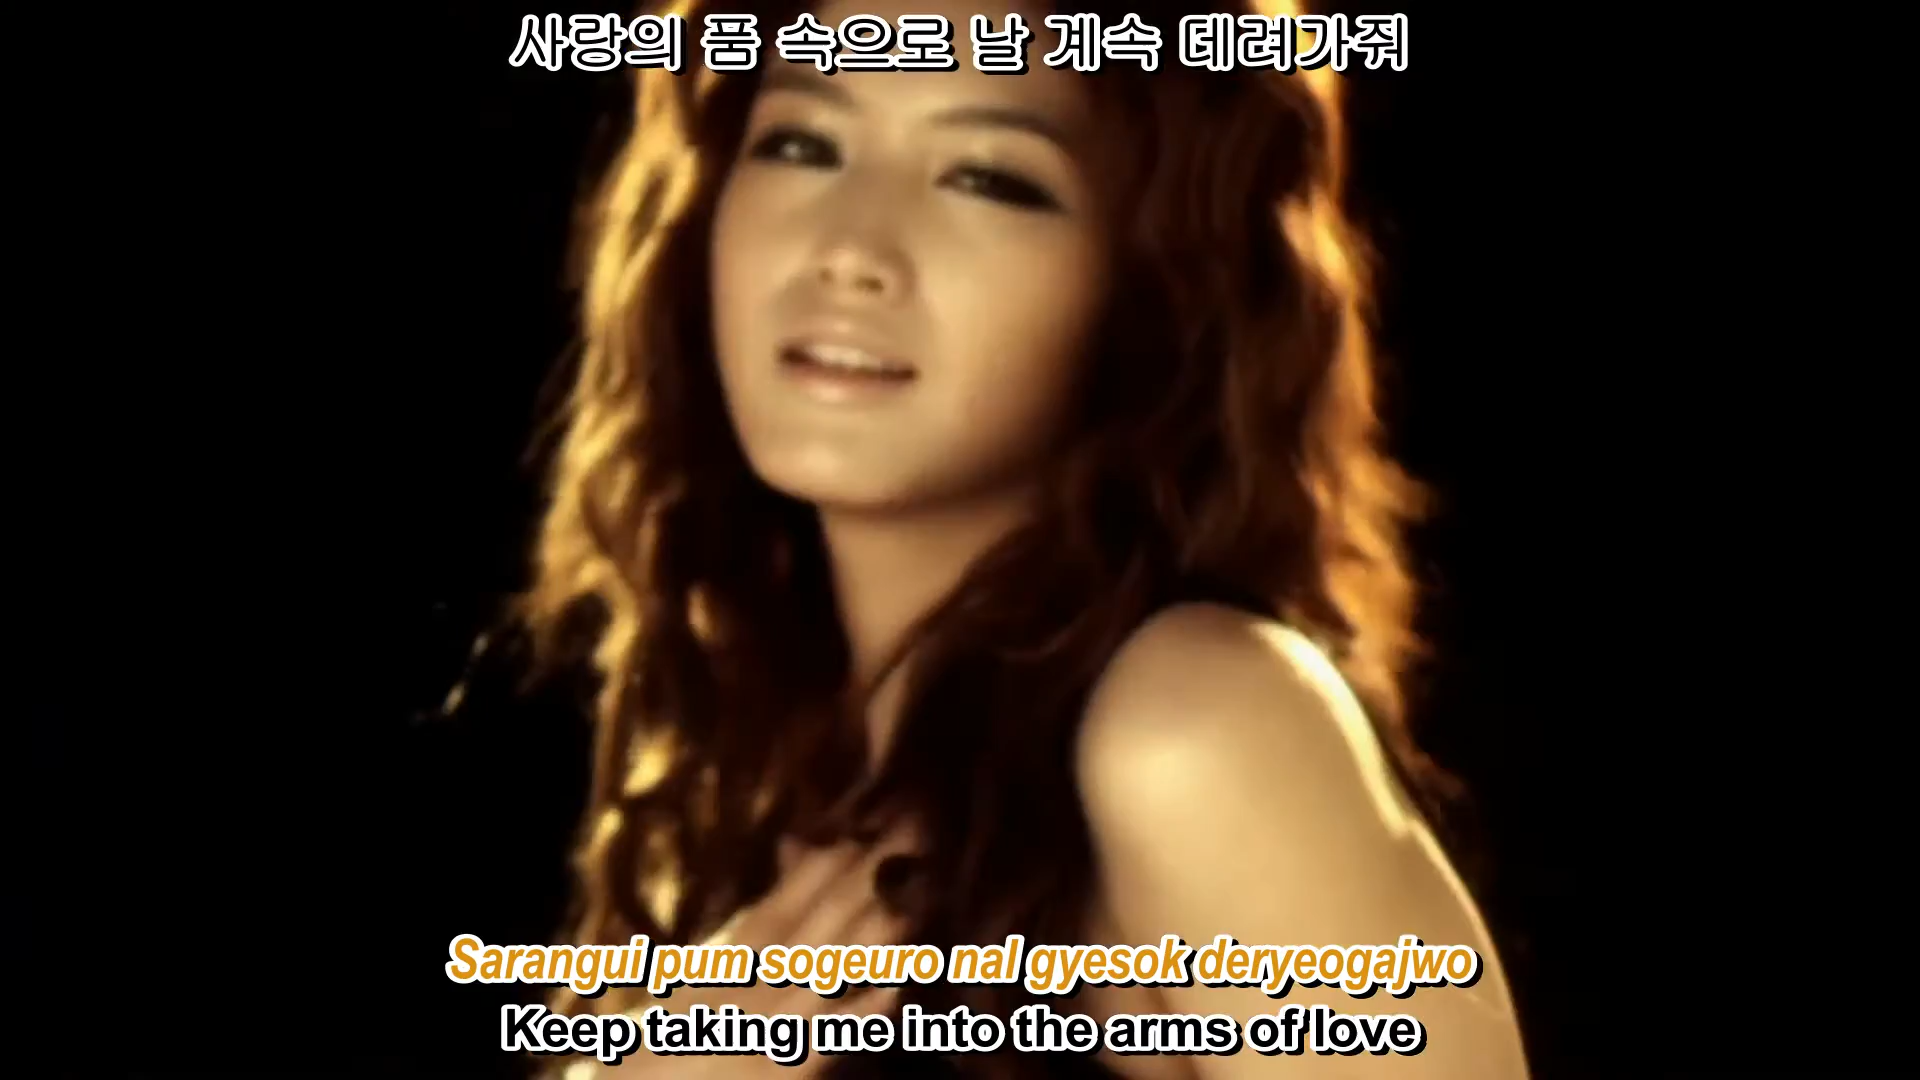 사랑의 품 속으로 날 계속 데려가줘
Sarangui pum sogeuro nal gyesok deryeogajwo
Keep taking me into the arms of love